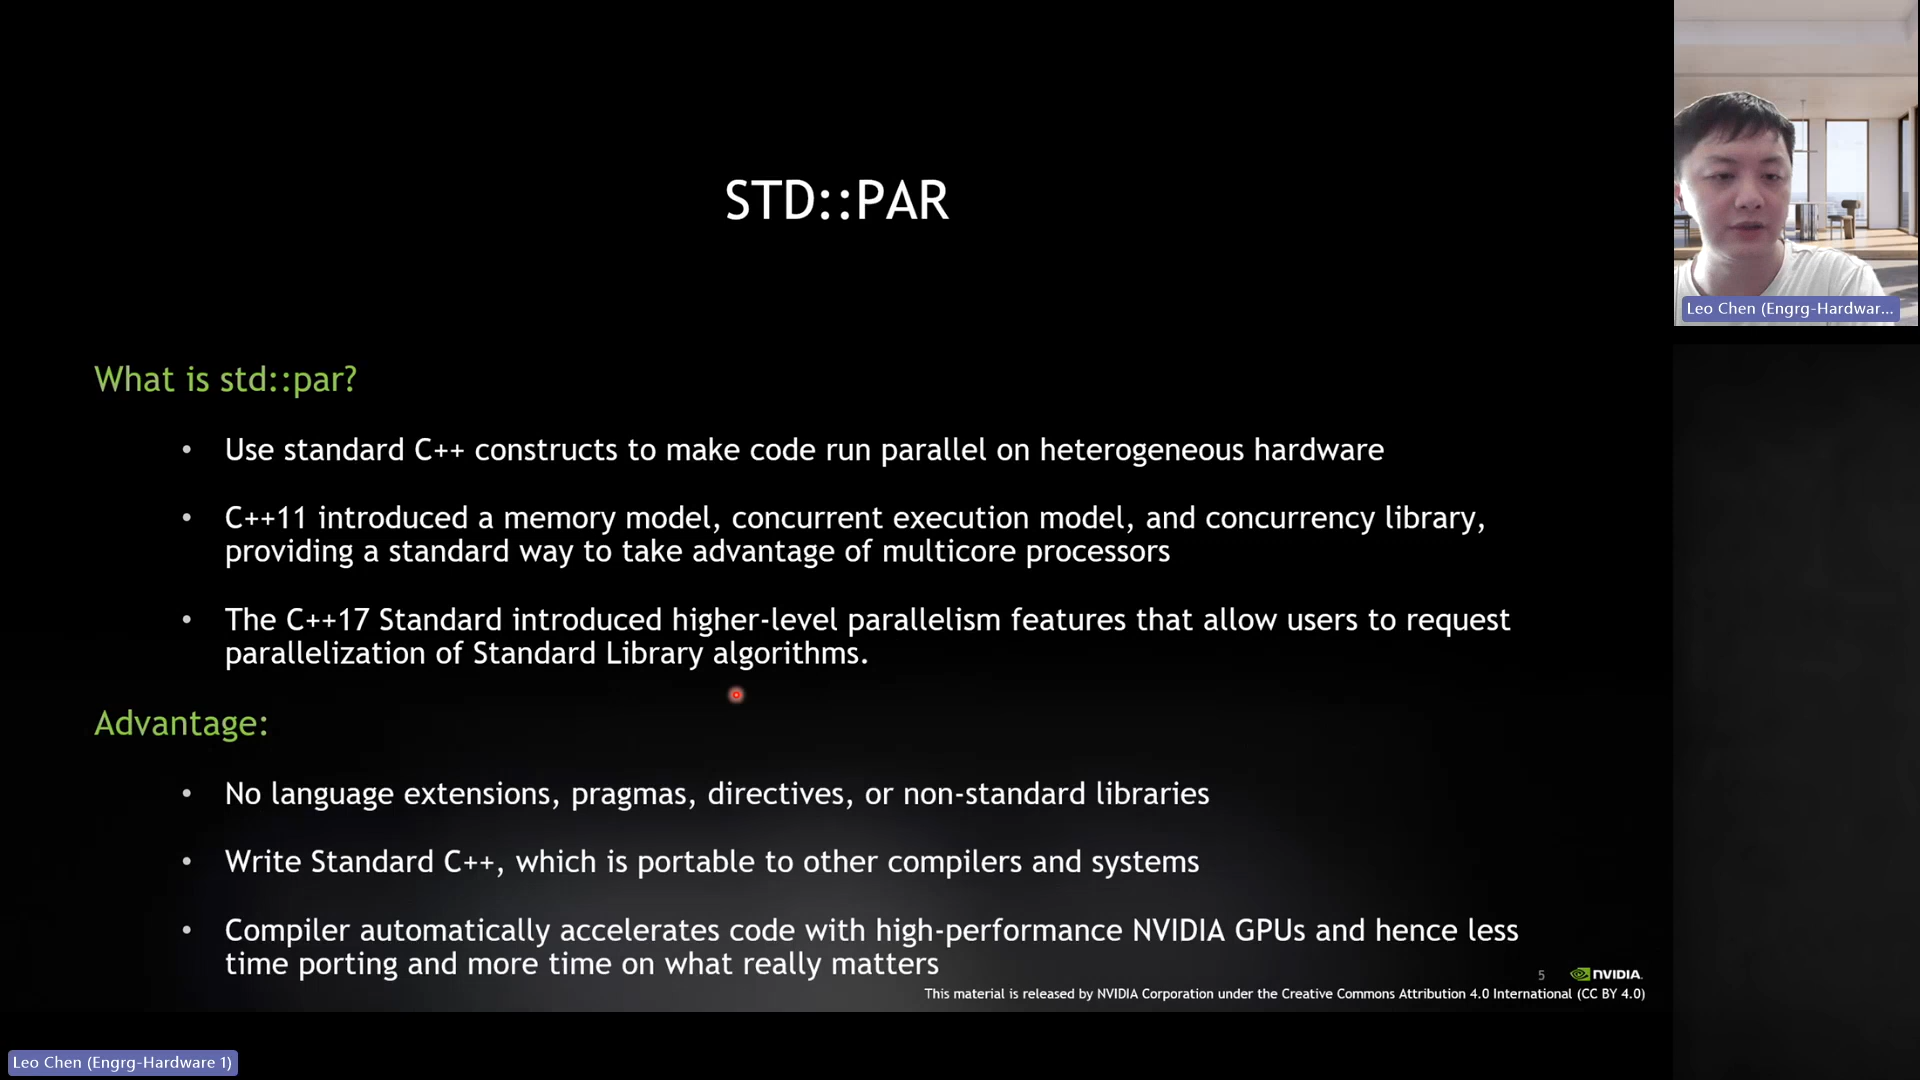 STD::PAR
Leo Chen (Engrg-Hardwar...
What is std::par?
• Use standard C++ constructs to make code run parallel on heterogeneous hardware
• C++11 introduced a memory model, concurrent execution model, and concurrency library,
providing a standard way to take advantage of multicore processors
• The C++17 Standard introduced higher-level parallelism features that allow users to request
parallelization of Standard Library algorithms.
Advantage:
• No language extensions, pragmas, directives, or non-standard libraries
• Write Standard C++, which is portable to other compilers and systems
• Compiler automatically accelerates code with high-performance NVIDIA GPUs and hence less
time porting and more time on what really matters
5 NVIDIA.
This material is released by NVIDIA Corporation under the Creative Commons Attribution 4.0 International (CC BY 4.0)
Leo Chen (Engrg-Hardware 1)